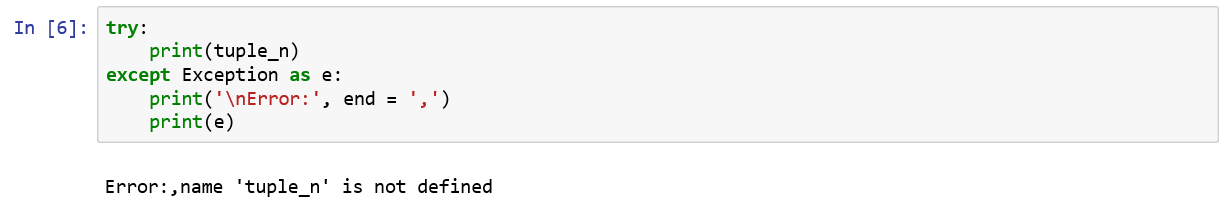 In [6]: try:
    print(tuple_n)
except Exception as e:
    print('\nError:', end = ',')
    print(e)
Error:,name 'tuple_n' is not defined